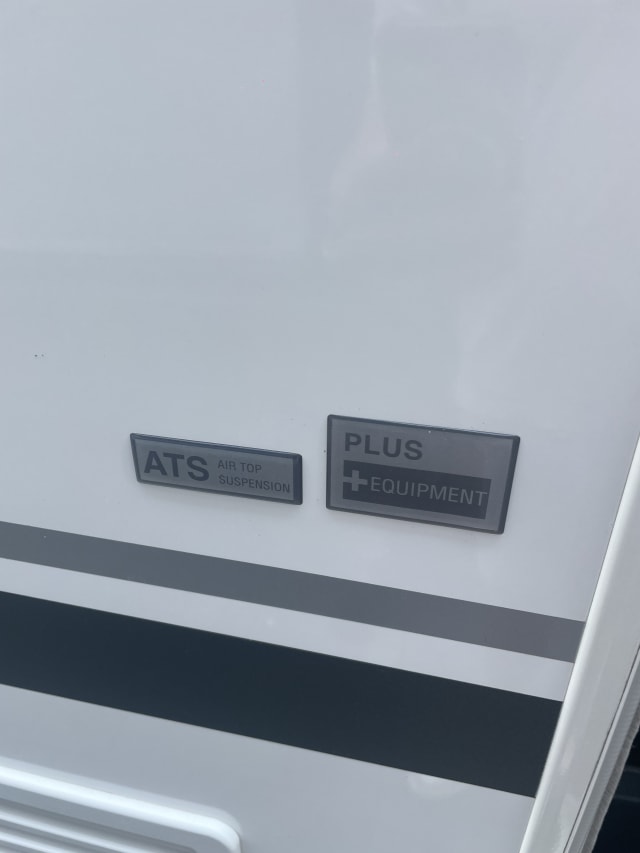 ATS
AIR TOP
SUSPENSION
PLUS
+EQUIPMENT